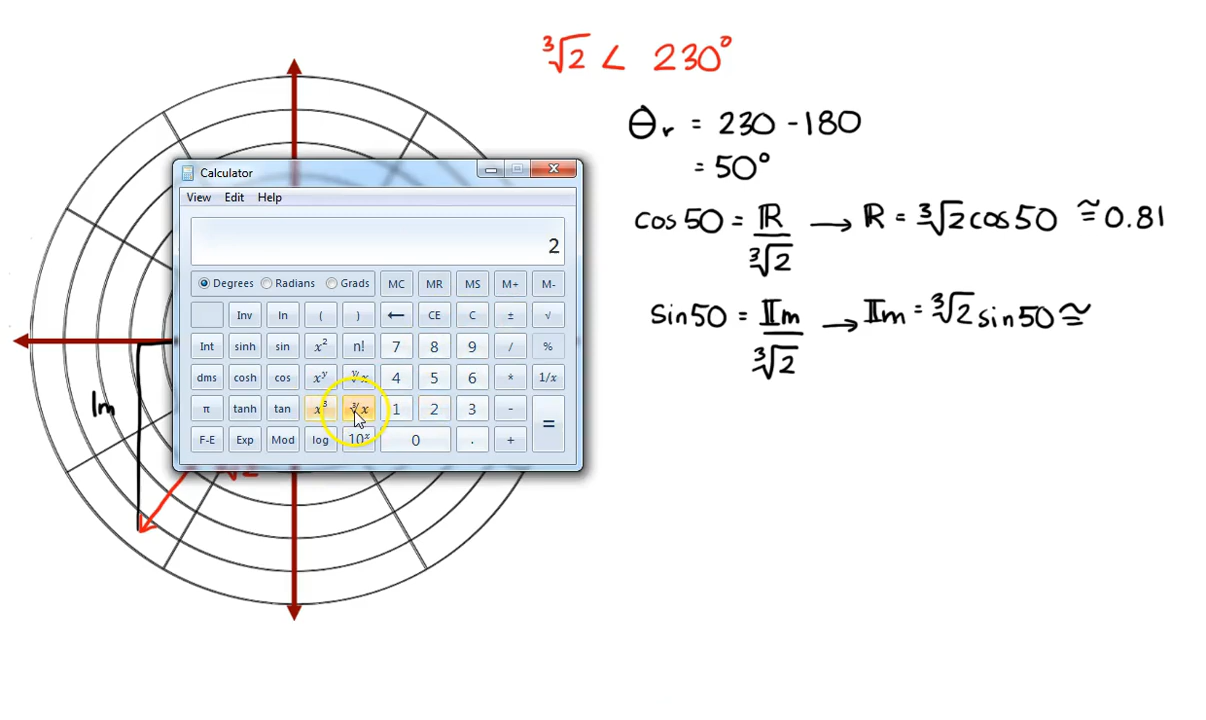 ∛2 < 230°
θr = 230 - 180
= 50°
cos 50 = ℝ / ∛2 → ℝ = ∛2 cos 50 ≅ 0.81
Sin 50 = 𝕀m / ∛2 → 𝕀m = ∛2 sin 50 ≅
Calculator
View Edit Help
2
Degrees Radians Grads MC MR MS M+ M-
Inv ln ( ) ← CE C ± √
Int sinh sin x² n! 7 8 9 / %
dms cosh cos xʸ ʸ√x 4 5 6 * 1/x
π tanh tan x³ ∛x 1 2 3 - =
F-E Exp Mod log 10ˣ 0 . +
Im